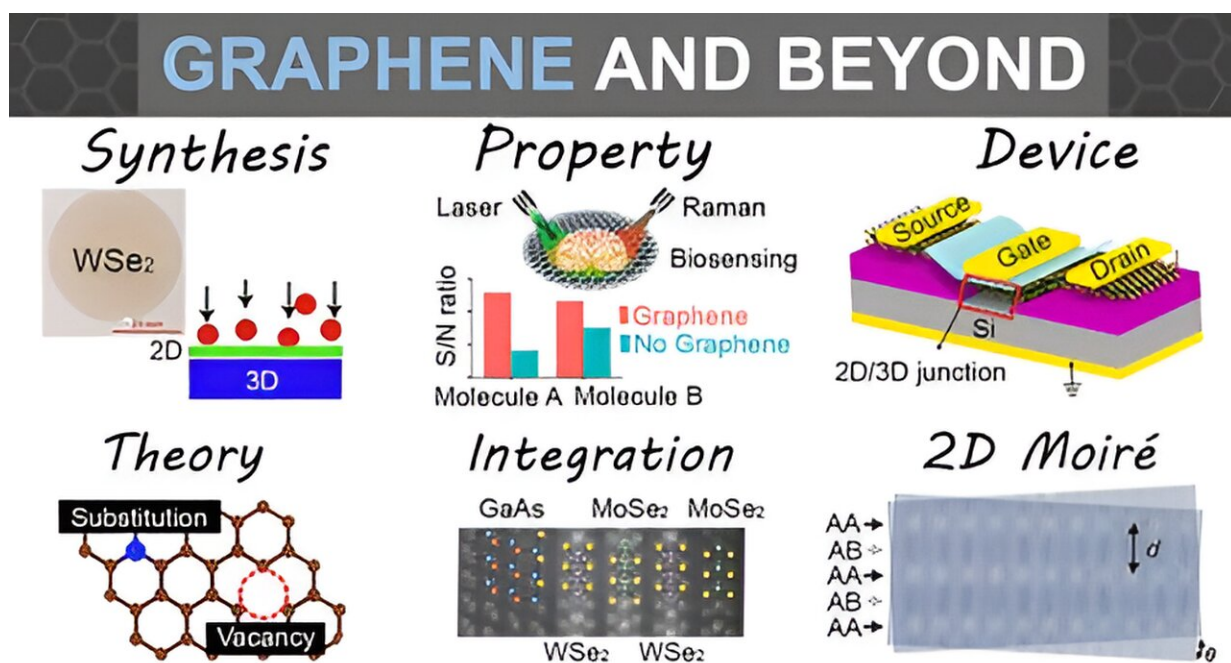 GRAPHENE AND BEYOND
Synthesis
WSe₂
2D
3D
Property
Laser
Raman
Biosensing
S/N ratio
Graphene
No Graphene
Molecule A Molecule B
Device
Source
Gate
Drain
Si
2D/3D junction
Theory
Substitution
Vacancy
Integration
GaAs MoSe₂ MoSe₂
WSe₂ WSe₂
2D Moiré
AA
AB
AA
AB
AA
d